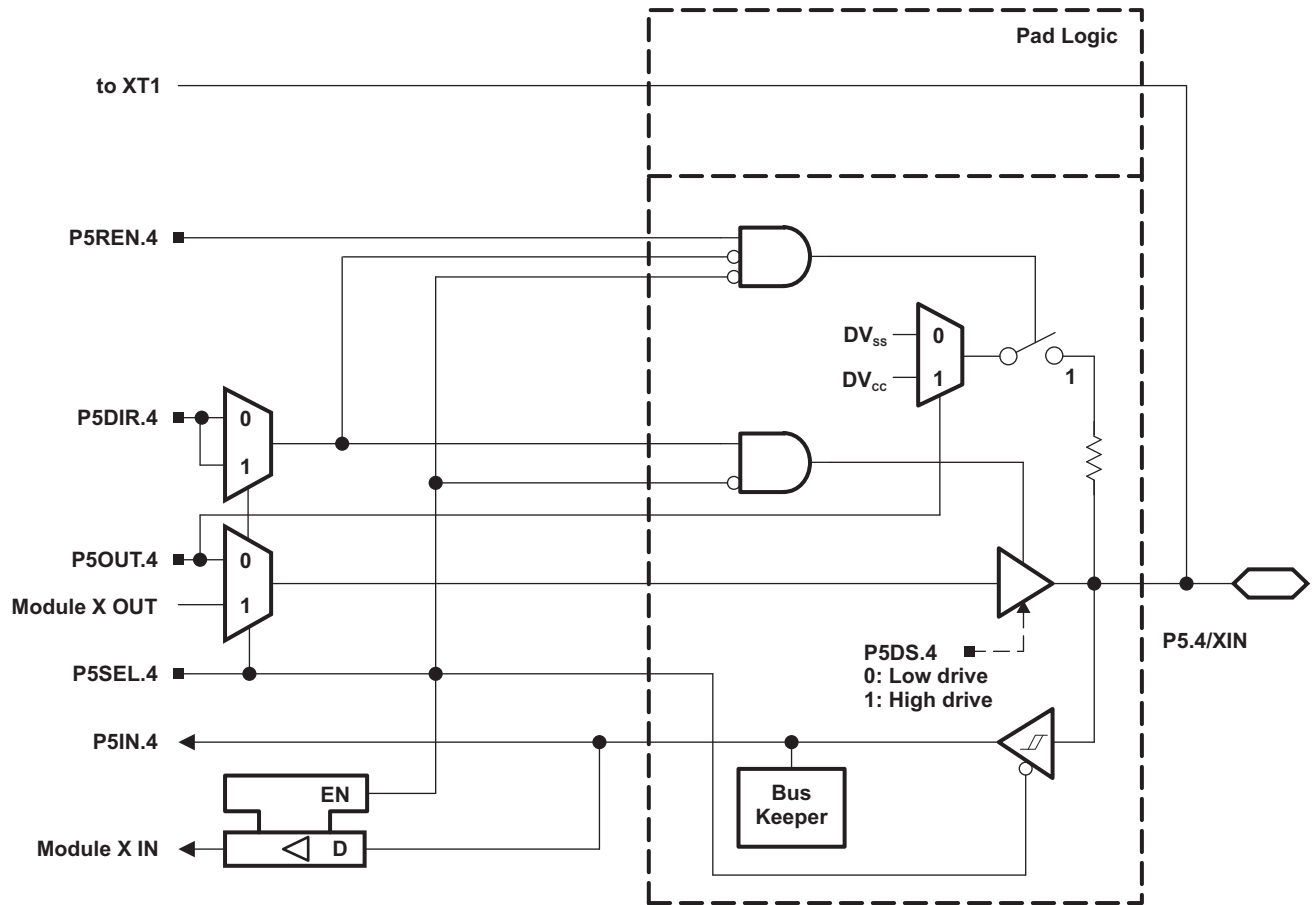 Pad Logic
to XT1
P5REN.4
DVSS
0
DVCC
1
1
P5DIR.4
0
1
P5OUT.4
0
Module X OUT
1
P5DS.4
0: Low drive
1: High drive
P5.4/XIN
P5SEL.4
P5IN.4
Bus
Keeper
EN
Module X IN
D